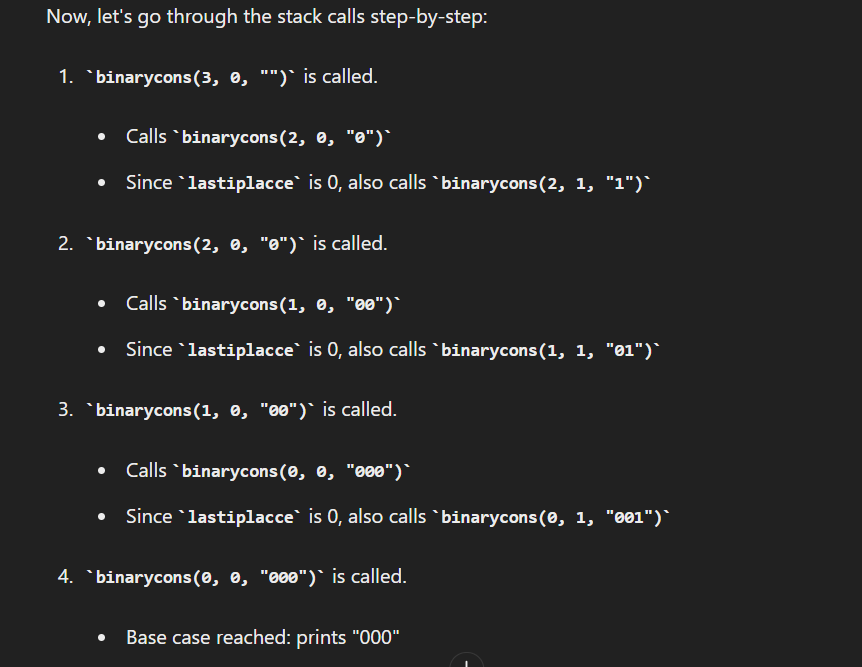 Now, let's go through the stack calls step-by-step:
1. `binarycons(3, 0, "")` is called.
• Calls `binarycons(2, 0, "0")`
• Since `lastiplacce` is 0, also calls `binarycons(2, 1, "1")`
2. `binarycons(2, 0, "0")` is called.
• Calls `binarycons(1, 0, "00")`
• Since `lastiplacce` is 0, also calls `binarycons(1, 1, "01")`
3. `binarycons(1, 0, "00")` is called.
• Calls `binarycons(0, 0, "000")`
• Since `lastiplacce` is 0, also calls `binarycons(0, 1, "001")`
4. `binarycons(0, 0, "000")` is called.
• Base case reached: prints "000"